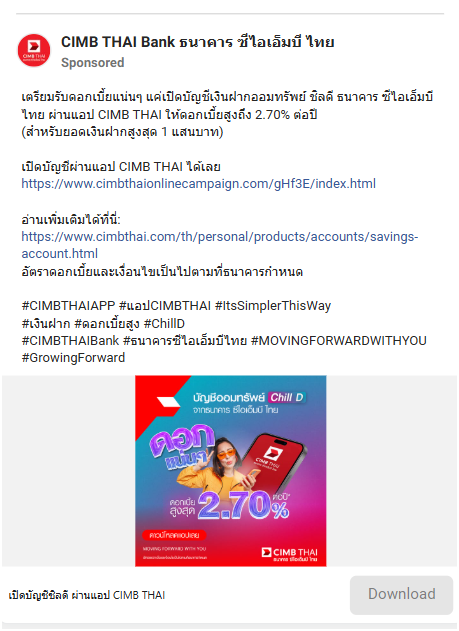 CIMB THAI Bank ธนาคาร ซีไอเอ็มบี ไทย
Sponsored
เตรียมรับดอกเบี้ยแน่นๆ แค่เปิดบัญชีเงินฝากออมทรัพย์ ชิลดี ธนาคาร ซีไอเอ็มบี
ไทย ผ่านแอป CIMB THAI ให้ดอกเบี้ยสูงถึง 2.70% ต่อปี
(สำหรับยอดเงินฝากสูงสุด 1 แสนบาท)
เปิดบัญชีผ่านแอป CIMB THAI ได้เลย
https://www.cimbthaionlinecampaign.com/gHf3E/index.html
อ่านเพิ่มเติมได้ที่นี่:
https://www.cimbthai.com/th/personal/products/accounts/savings-
account.html
อัตราดอกเบี้ยและเงื่อนไขเป็นไปตามที่ธนาคารกำหนด
#CIMBTHAIAPP #แอปCIMBTHAI #ItsSimplerThisWay
#เงินฝาก #ดอกเบี้ยสูง #ChillD
#CIMBTHAIBank #ธนาคารซีไอเอ็มบีไทย #MOVINGFORWARDWITHYOU
#GrowingForward
บัญชีออมทรัพย์ Chill D
จากธนาคาร ซีไอเอ็มบี ไทย
ดอก
แน่นๆ
CIMB THAI
ดอกเบี้ย
สูงสุด 2.70% ต่อปี*
ดาวน์โหลดแอปเลย
MOVING FORWARD WITH YOU
CIMB THAI
ธนาคาร ซีไอเอ็มบี ไทย
เปิดบัญชีชิลดี ผ่านแอป CIMB THAI
Download